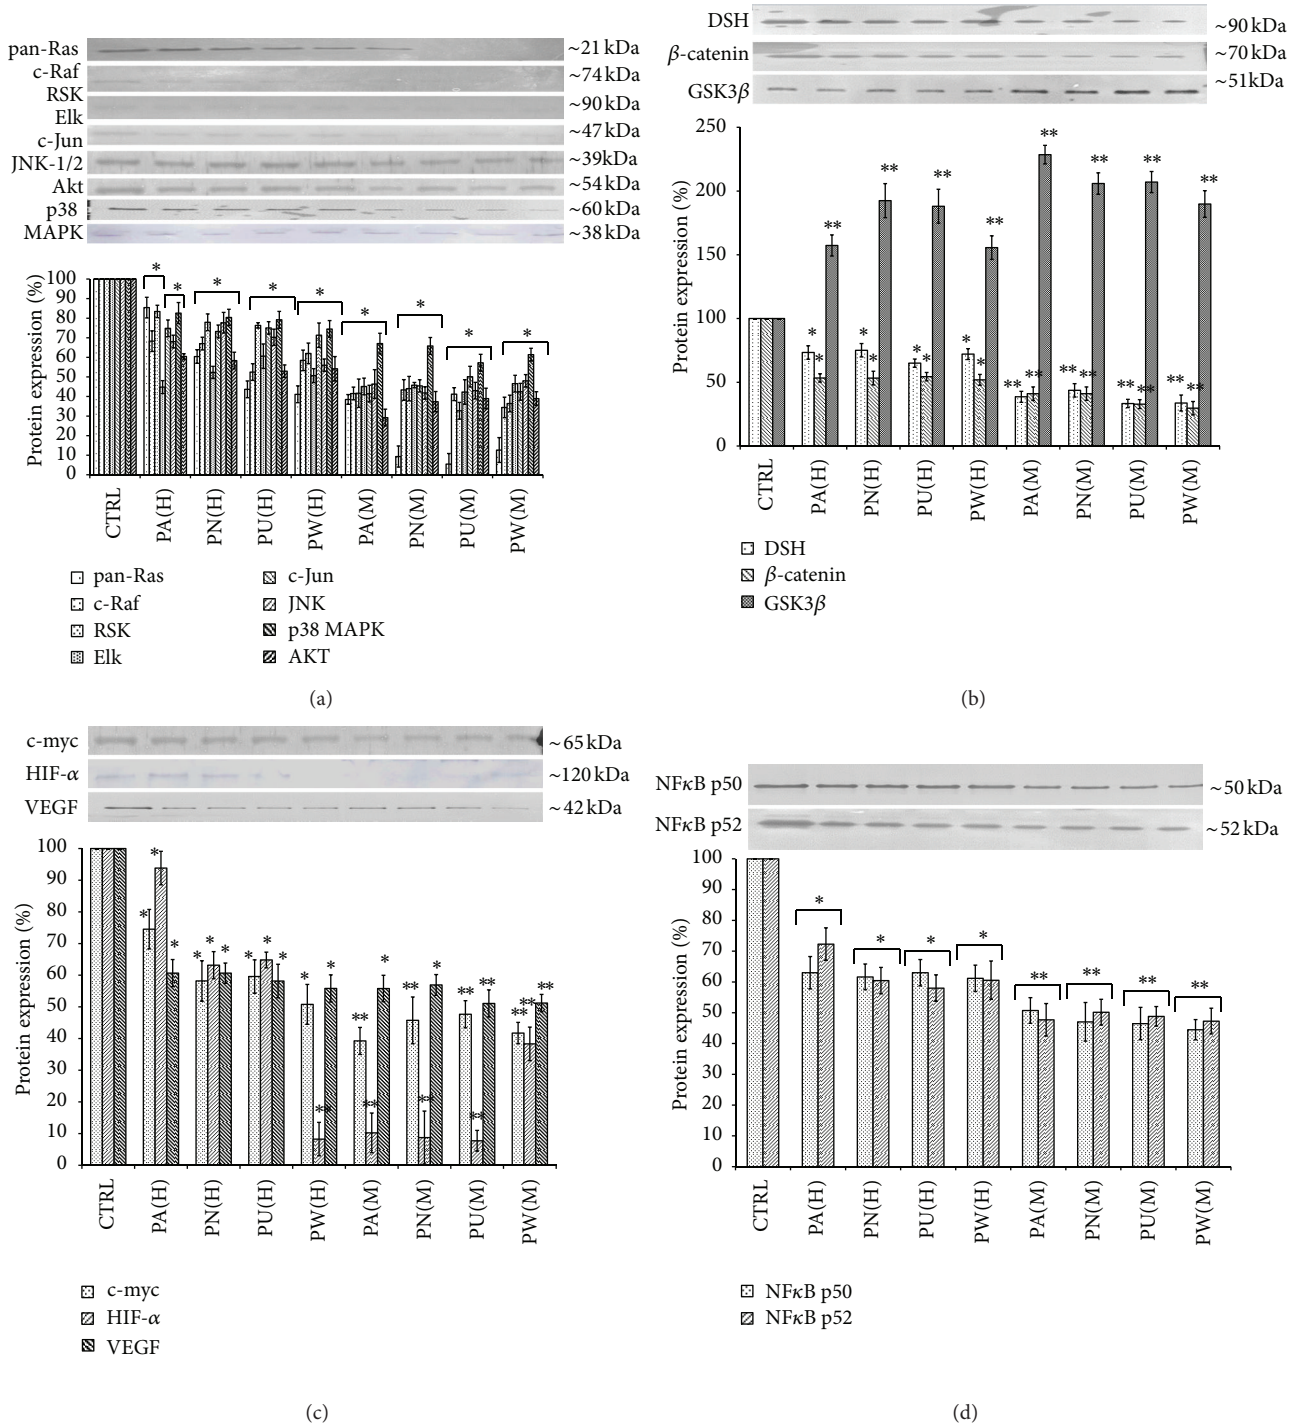 pan-Ras ~21 kDa
c-Raf ~74 kDa
RSK
Elk ~90 kDa
c-Jun ~47 kDa
JNK-1/2 ~39kDa
Akt ~54 kDa
p38 ~60 kDa
MAPK ~38 kDa
Protein expression (%)
100
90
80
70
60
50
40
30
20
10
0
* * * * * * * * *
CTRL PA(H) PN(H) PU(H) PW(H) PA(M) PN(M) PU(M) PW(M)
pan-Ras c-Jun
c-Raf JNK
RSK p38 MAPK
Elk AKT
(a)
DSH ~90 kDa
β-catenin ~70 kDa
GSK3β ~51kDa
Protein expression (%)
250
200
150
100
50
0
** ** ** ** ** ** ** **
* * * * * * * * ** ** ** ** ** ** ** **
CTRL PA(H) PN(H) PU(H) PW(H) PA(M) PN(M) PU(M) PW(M)
DSH
β-catenin
GSK3β
(b)
c-myc ~65 kDa
HIF-α ~120 kDa
VEGF ~42 kDa
Protein expression (%)
100
90
80
70
60
50
40
30
20
10
0
* * * * * * * * * * ** * ** ** * ** ** * ** ** ** ** ** **
CTRL PA(H) PN(H) PU(H) PW(H) PA(M) PN(M) PU(M) PW(M)
c-myc
HIF-α
VEGF
(c)
NFκB p50 ~50 kDa
NFκB p52 ~52 kDa
Protein expression (%)
100
90
80
70
60
50
40
30
20
10
0
* * * * ** ** ** **
CTRL PA(H) PN(H) PU(H) PW(H) PA(M) PN(M) PU(M) PW(M)
NFκB p50
NFκB p52
(d)